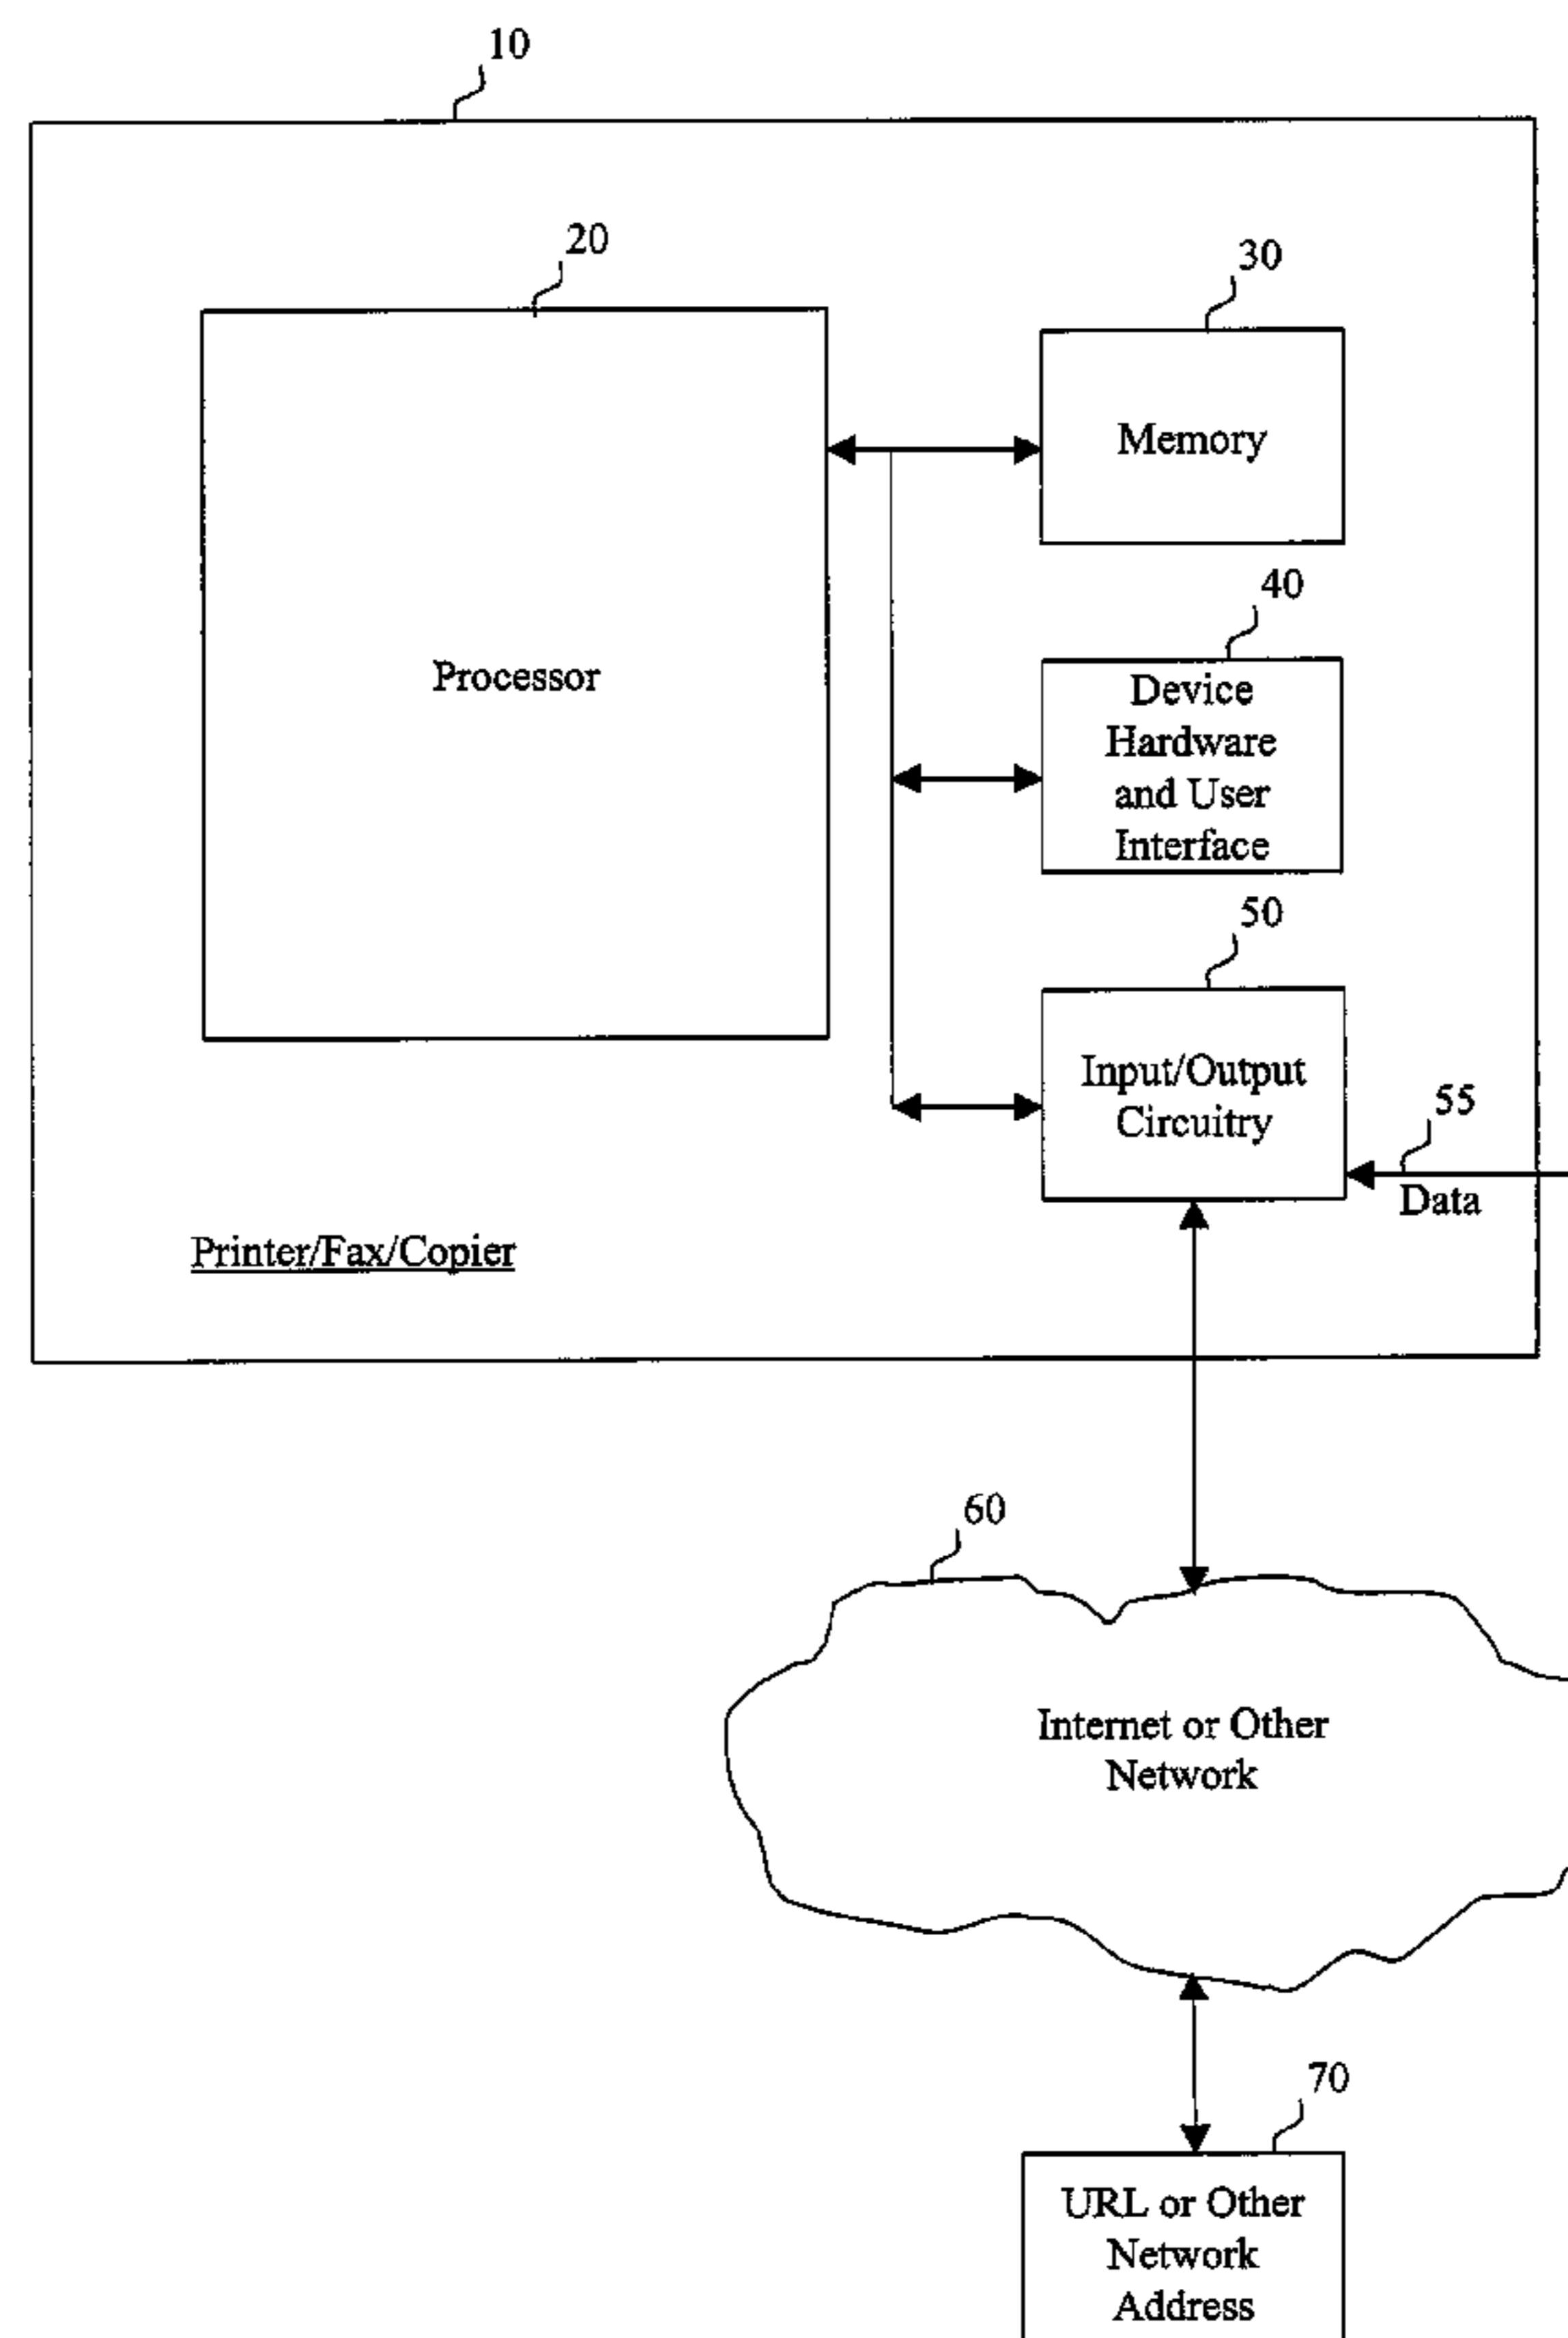 10
20
30
Memory
40
Processor
Device
Hardware
and User
Interface
50
Input/Output
Circuitry
55
Data
Printer/Fax/Copier
60
Internet or Other
Network
70
URL or Other
Network
Address